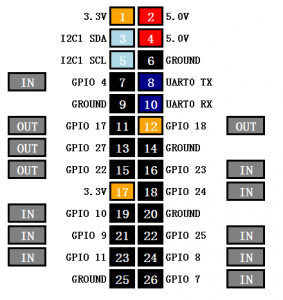 3.3V 1 2 5.0V
I2C1 SDA 3 4 5.0V
I2C1 SCL 5 6 GROUND
IN GPIO 4 7 8 UART0 TX
GROUND 9 10 UART0 RX
OUT GPIO 17 11 12 GPIO 18 OUT
OUT GPIO 27 13 14 GROUND
OUT GPIO 22 15 16 GPIO 23 IN
3.3V 17 18 GPIO 24 IN
IN GPIO 10 19 20 GROUND
IN GPIO 9 21 22 GPIO 25 IN
IN GPIO 11 23 24 GPIO 8 IN
GROUND 25 26 GPIO 7 IN